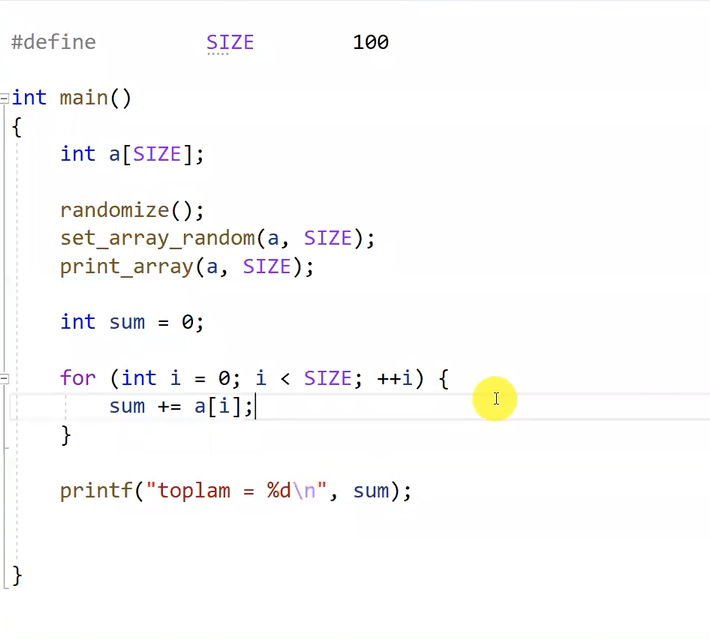 #define SIZE 100
int main()
{
int a[SIZE];
randomize();
set_array_random(a, SIZE);
print_array(a, SIZE);
int sum = 0;
for (int i = 0; i < SIZE; ++i) {
sum += a[i];
}
printf("toplam = %d\n", sum);
}